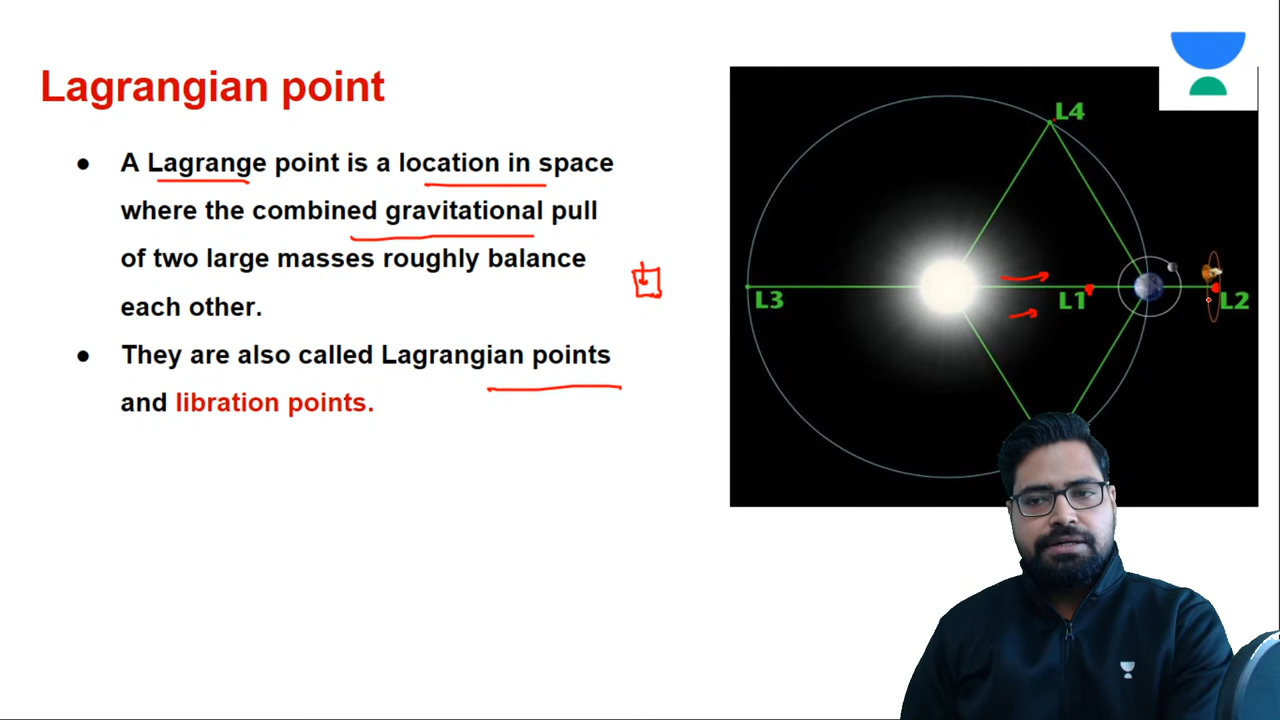 Lagrangian point
● A Lagrange point is a location in space
where the combined gravitational pull
of two large masses roughly balance
each other.
● They are also called Lagrangian points
and libration points.
L4
L3
L1
L2